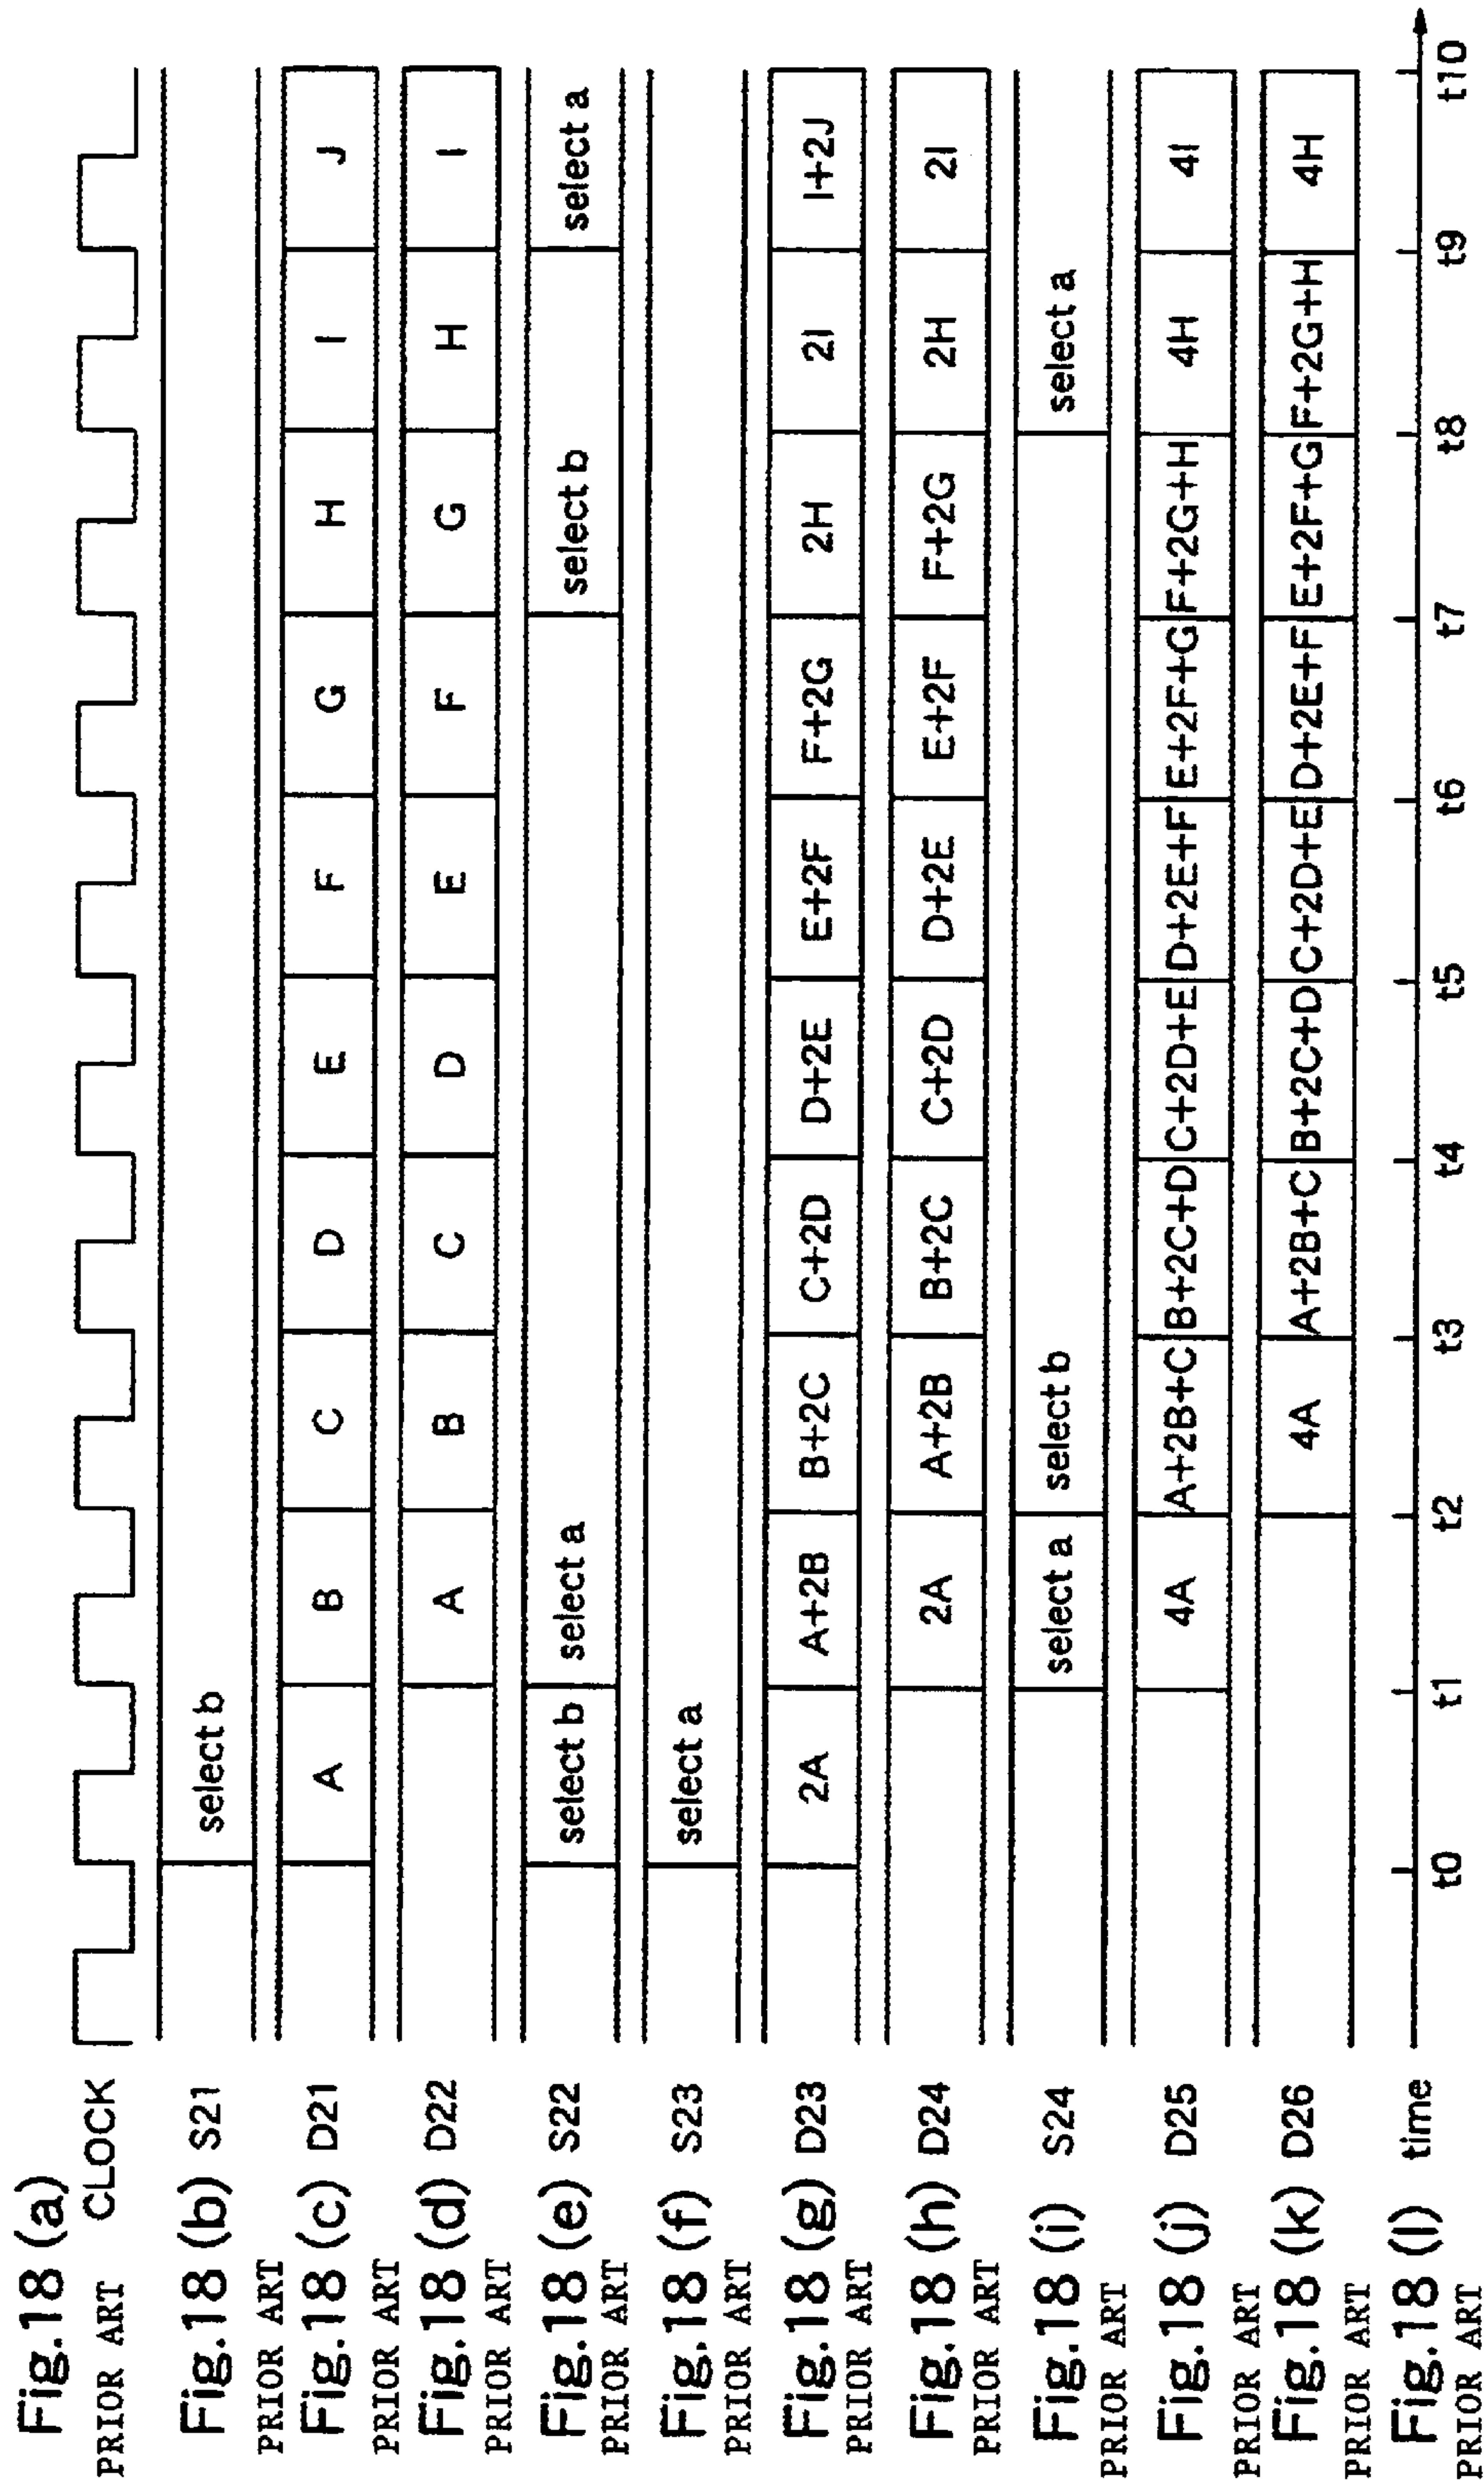 Fig.18 (a)
PRIOR ART CLOCK
Fig.18 (b) S21 select b
PRIOR ART
Fig.18 (c) D21 A B C D E F G H I J
PRIOR ART
Fig.18 (d) D22 A B C D E F G H I
PRIOR ART
Fig.18 (e) S22 select b select a select b select a
PRIOR ART
Fig.18 (f) S23 select a
PRIOR ART
Fig.18 (g) D23 2A A+2B B+2C C+2D D+2E E+2F F+2G 2H 2I I+2J
PRIOR ART
Fig.18 (h) D24 2A A+2B B+2C C+2D D+2E E+2F F+2G 2H 2I
PRIOR ART
Fig.18 (i) S24 select a select b select a
PRIOR ART
Fig.18 (j) D25 4A A+2B+C B+2C+D C+2D+E D+2E+F E+2F+G F+2G+H 4H 4I
PRIOR ART
Fig.18 (k) D26 4A A+2B+C B+2C+D C+2D+E D+2E+F E+2F+G F+2G+H 4H
PRIOR ART
Fig.18 (l) time t0 t1 t2 t3 t4 t5 t6 t7 t8 t9 t10
PRIOR ART